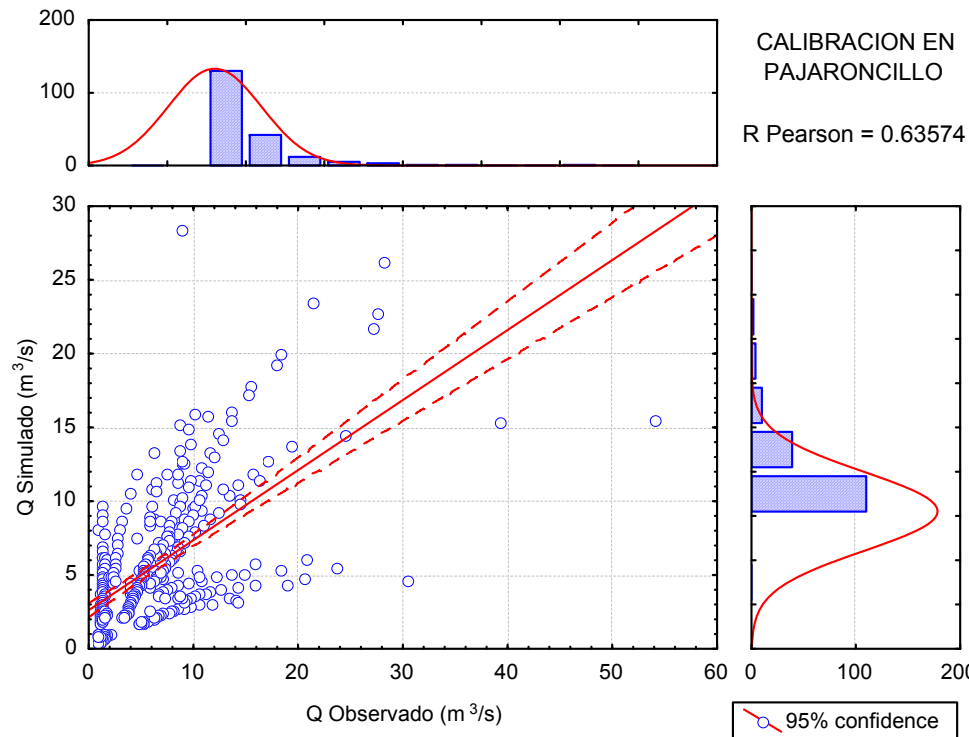 200
100
0
CALIBRACION EN
PAJARONCILLO
R Pearson = 0.63574
30
25
20
15
10
5
0
Q Simulado (m³/s)
0 10 20 30 40 50 60
Q Observado (m³/s)
0 100 200
95% confidence